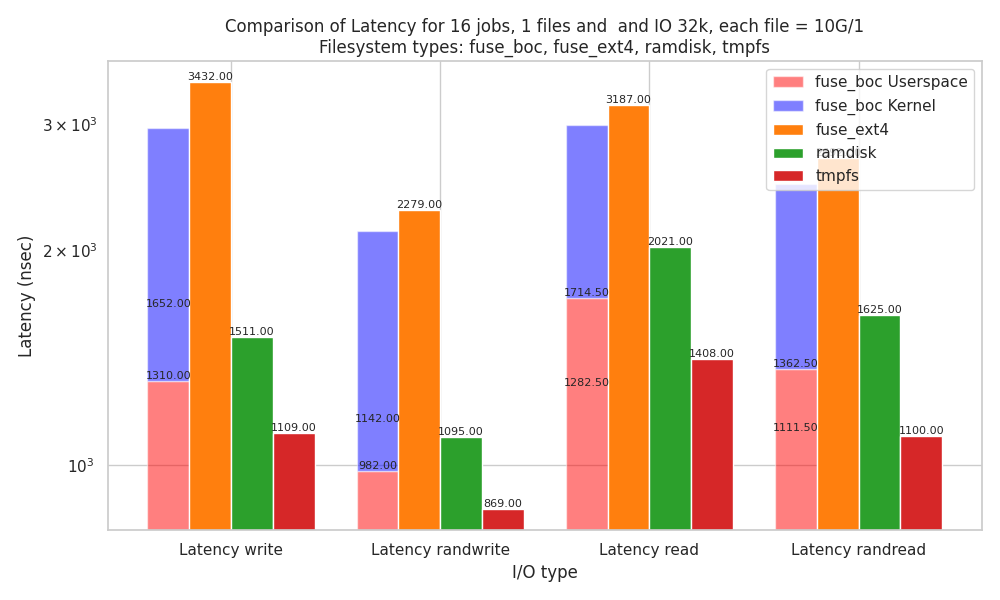 Comparison of Latency for 16 jobs, 1 files and  and IO 32k, each file = 10G/1
Filesystem types: fuse_boc, fuse_ext4, ramdisk, tmpfs
fuse_boc Userspace
fuse_boc Kernel
fuse_ext4
ramdisk
tmpfs
Latency (nsec)
3 × 10³
2 × 10³
10³
3432.00
1652.00
1310.00
1511.00
1109.00
2279.00
1142.00
982.00
1095.00
869.00
3187.00
1714.50
1282.50
2021.00
1408.00
1362.50
1111.50
1625.00
1100.00
Latency write
Latency randwrite
Latency read
Latency randread
I/O type